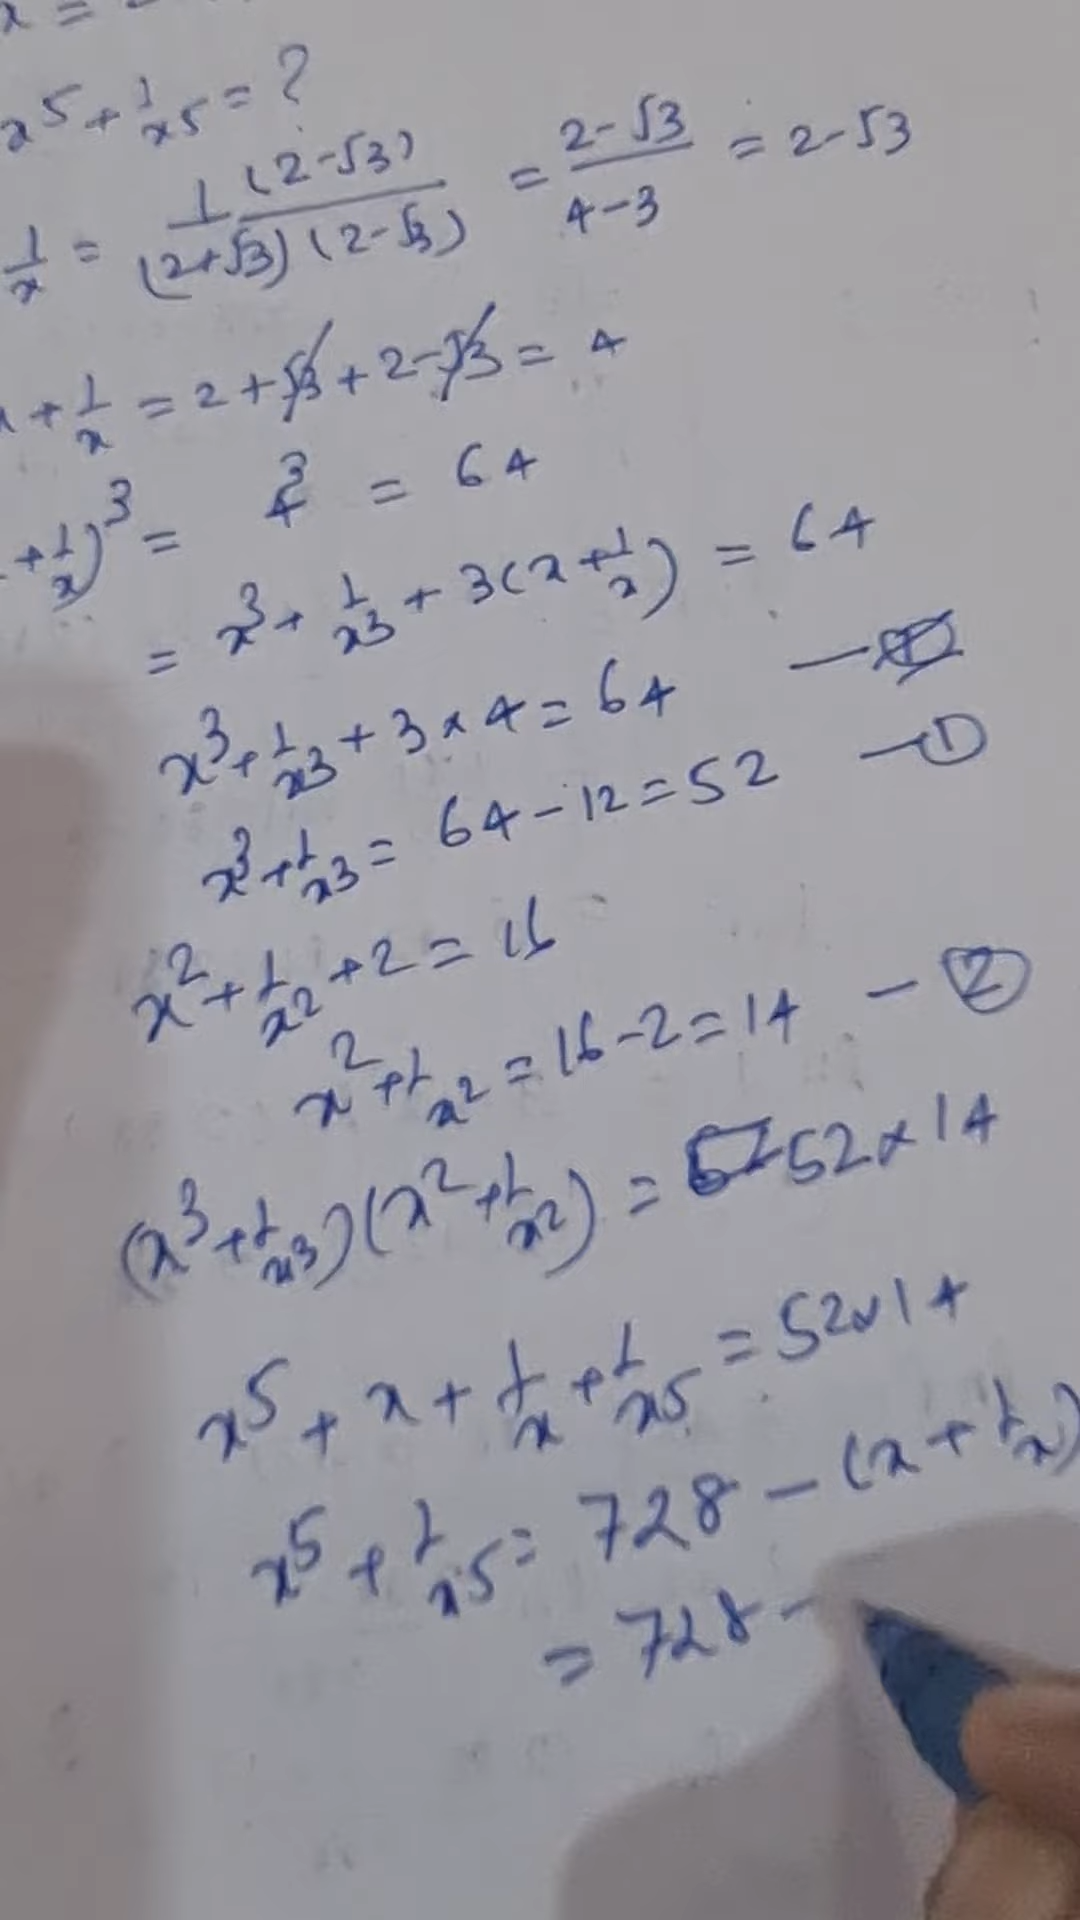 x =
x⁵ + 1/x⁵ = ?
1/x = 1(2-√3)/(2+√3)(2-√3) = 2-√3/4-3 = 2-√3
x + 1/x = 2+√3+2-√3 = 4
+1/x)³ = 4³ = 64
= x³ + 1/x³ + 3(x+1/x) = 64
x³ + 1/x³ + 3×4 = 64
x³ + 1/x³ = 64-12 = 52 —①
x² + 1/x² + 2 = 16
x² + 1/x² = 16-2 = 14 —②
(x³+1/x³)(x²+1/x²) = 52×14
x⁵ + x + 1/x + 1/x⁵ = 52×14
x⁵ + 1/x⁵ = 728 - (x+1/x)
= 728 -